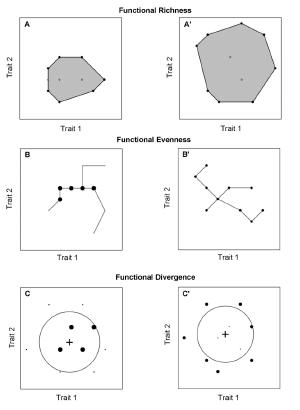 Functional Richness
A
A'
Trait 2
Trait 2
Trait 1
Trait 1
Functional Evenness
B
B'
Trait 2
Trait 2
Trait 1
Trait 1
Functional Divergence
C
C'
Trait 2
Trait 2
Trait 1
Trait 1